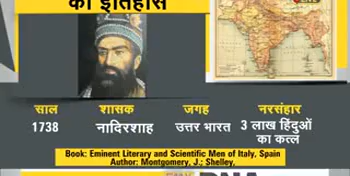 का इतिहास
साल शासक जगह नरसंहार
1738 नादिरशाह उत्तर भारत 3 लाख हिंदुओं
का कत्ल
Book: Eminent Literary and Scientific Men of Italy, Spain
Author: Montgomery, J.; Shelley,